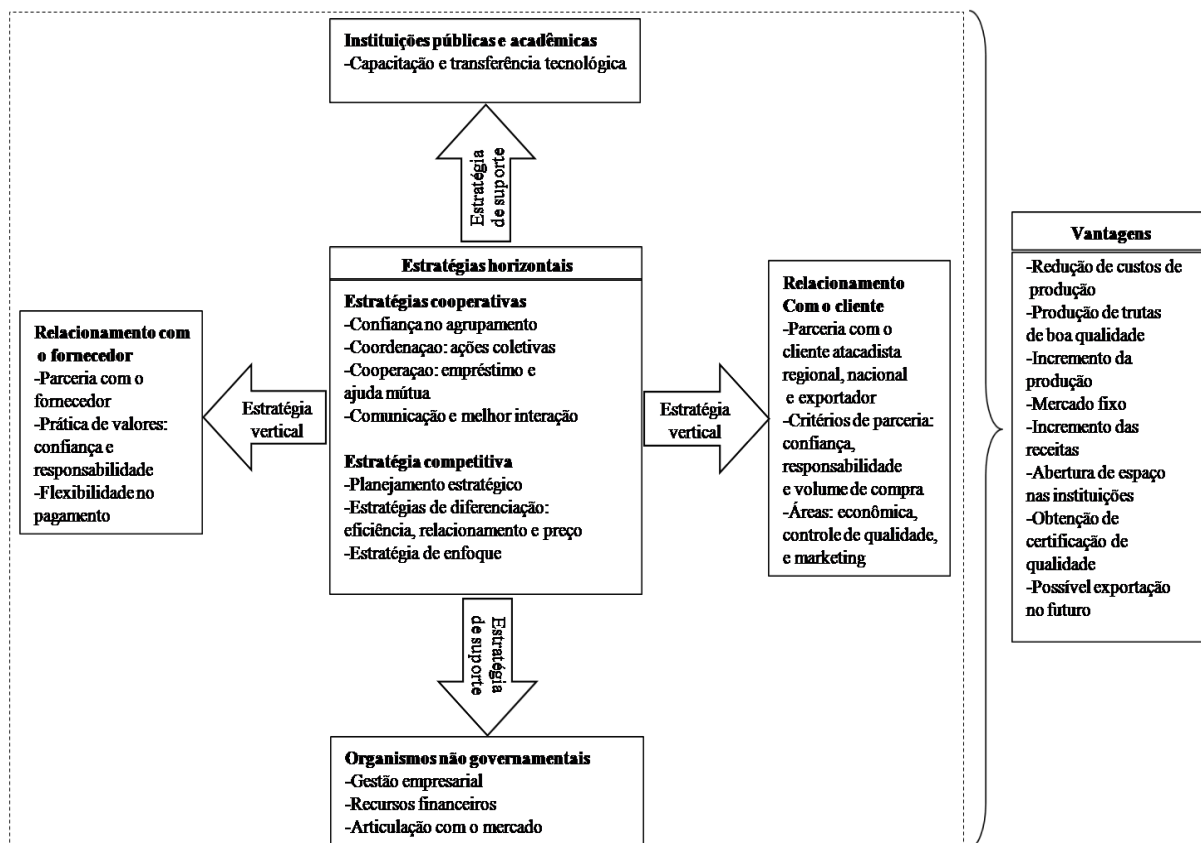 Instituições públicas e acadêmicas
-Capacitação e transferência tecnológica
Estratégia
de suporte
Estratégias horizontais
Estratégias cooperativas
-Confiança no agrupamento
-Coordenaçao: ações coletivas
-Cooperaçao: empréstimo e
ajuda mútua
-Comunicação e melhor interação
Estratégia competitiva
-Planejamento estratégico
-Estratégias de diferenciação:
eficiência, relacionamento e preço
-Estratégia de enfoque
Relacionamento com
o fornecedor
-Parceria com o
fornecedor
-Prática de valores:
confiança e
responsabilidade
-Flexibilidade no
pagamento
Estratégia
vertical
Estratégia
vertical
Relacionamento
Com o cliente
-Parceria com o
cliente atacadista
regional, nacional
e exportador
-Critérios de parceria:
confiança,
responsabilidade
e volume de compra
-Áreas: econômica,
controle de qualidade,
e marketing
Estratégia
de suporte
Organismos não governamentais
-Gestão empresarial
-Recursos financeiros
-Articulação com o mercado
Vantagens
-Redução de custos de
produção
-Produção de trutas
de boa qualidade
-Incremento da
produção
-Mercado fixo
-Incremento das
receitas
-Abertura de espaço
nas instituições
-Obtenção de
certificação de
qualidade
-Possível exportação
no futuro